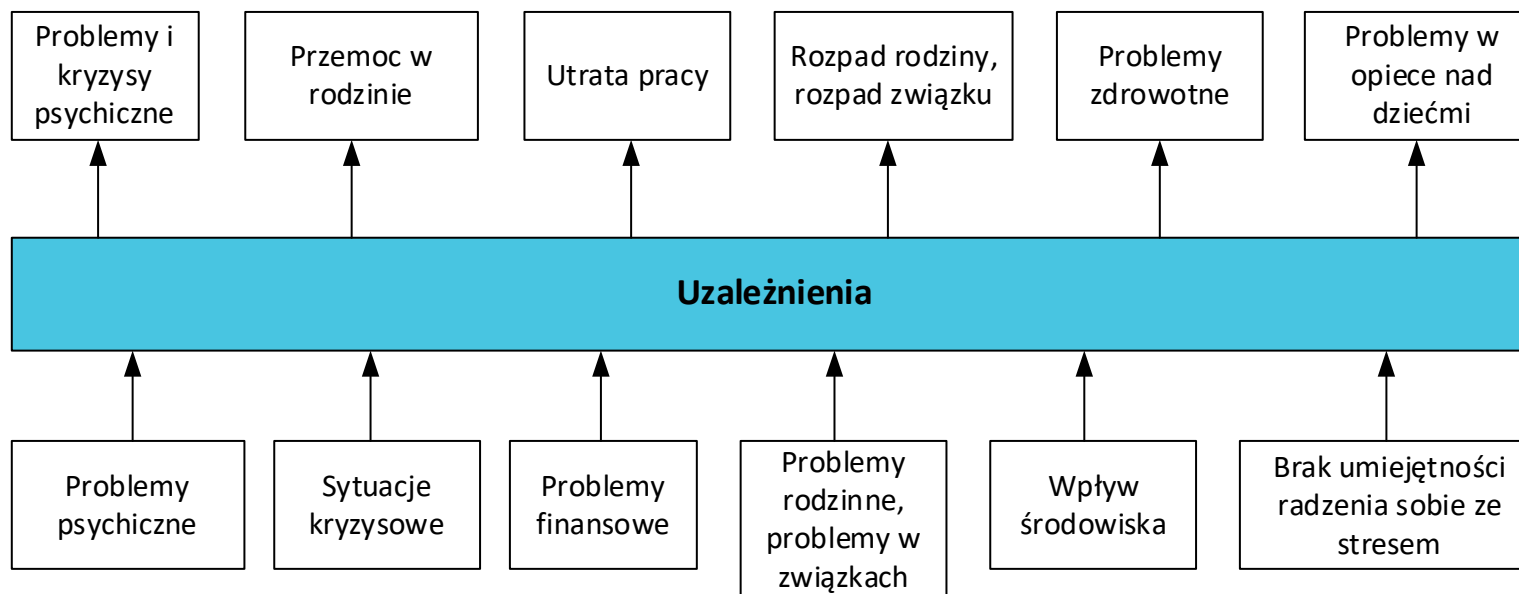 Problemy i
kryzysy
psychiczne
Przemoc w
rodzinie
Utrata pracy
Rozpad rodziny,
rozpad związku
Problemy
zdrowotne
Problemy w
opiece nad
dziećmi
Uzależnienia
Problemy
psychiczne
Sytuacje
kryzysowe
Problemy
finansowe
Problemy
rodzinne,
problemy w
związkach
Wpływ
środowiska
Brak umiejętności
radzenia sobie ze
stresem